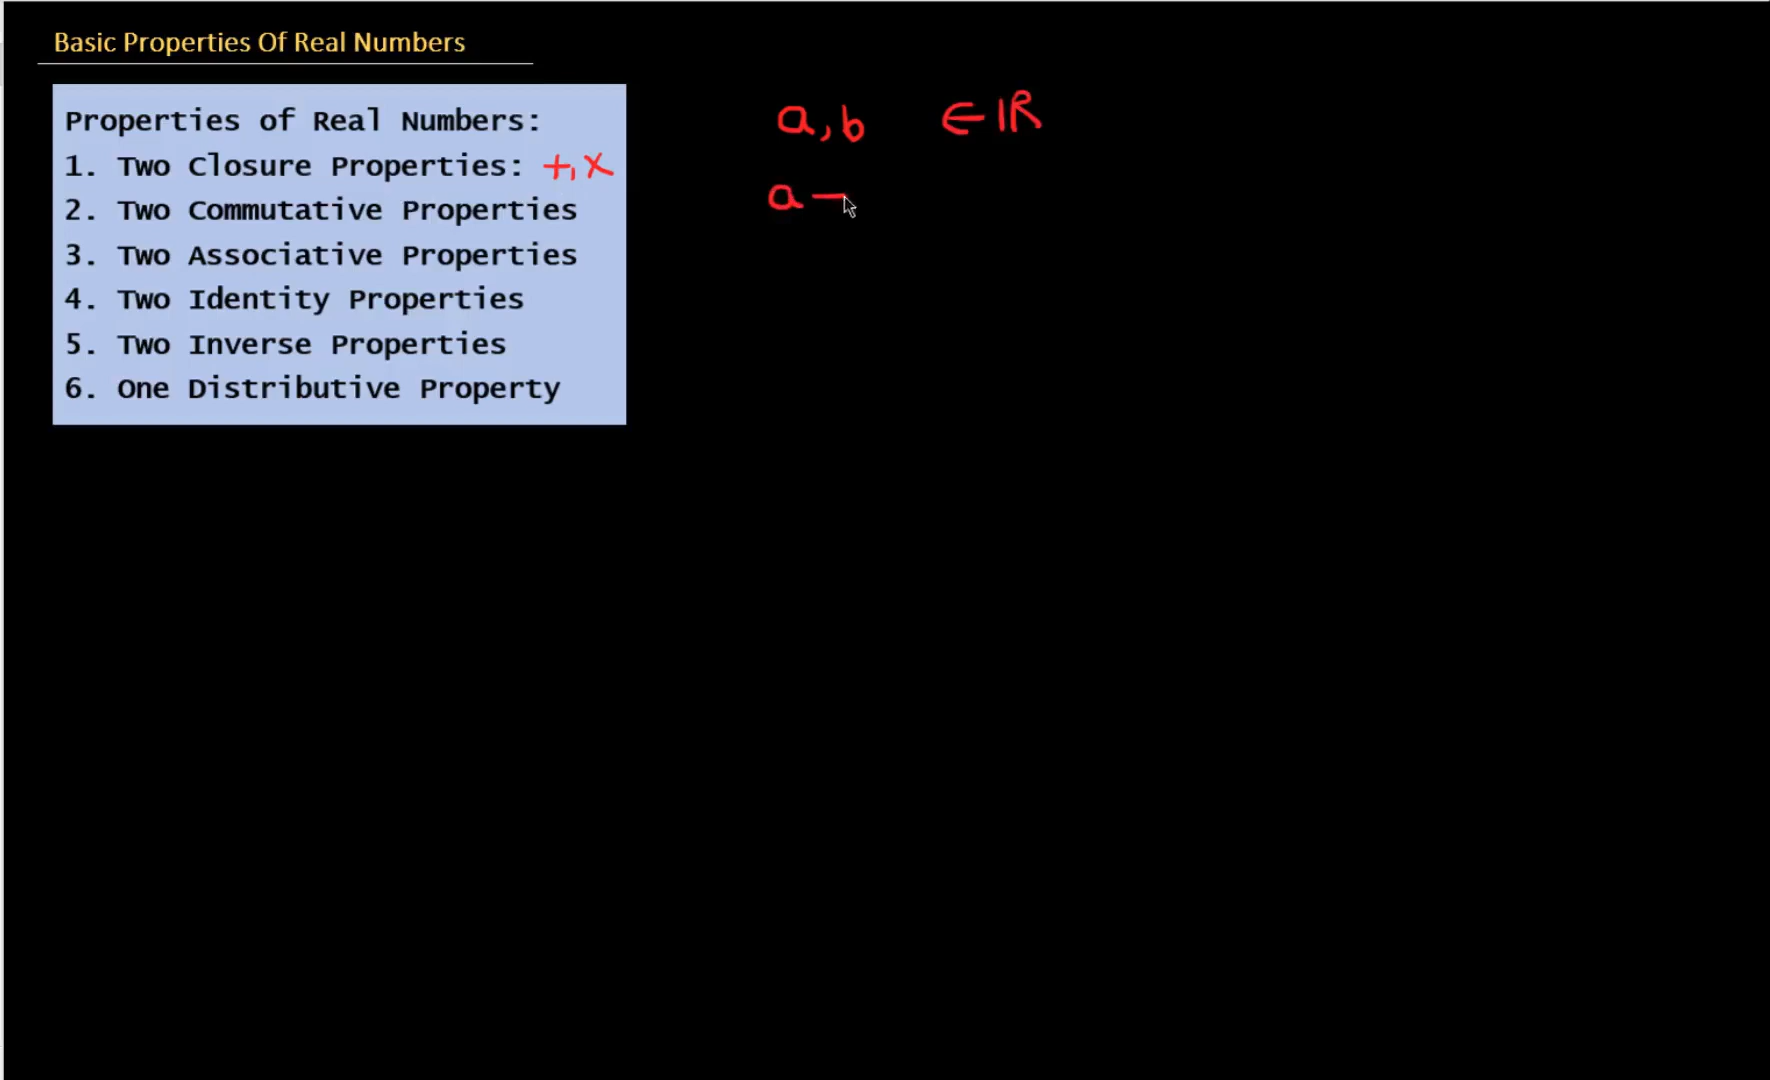 Basic Properties Of Real Numbers
Properties of Real Numbers:
1. Two Closure Properties: +, ×
2. Two Commutative Properties
3. Two Associative Properties
4. Two Identity Properties
5. Two Inverse Properties
6. One Distributive Property
a, b ∈ ℝ
a −